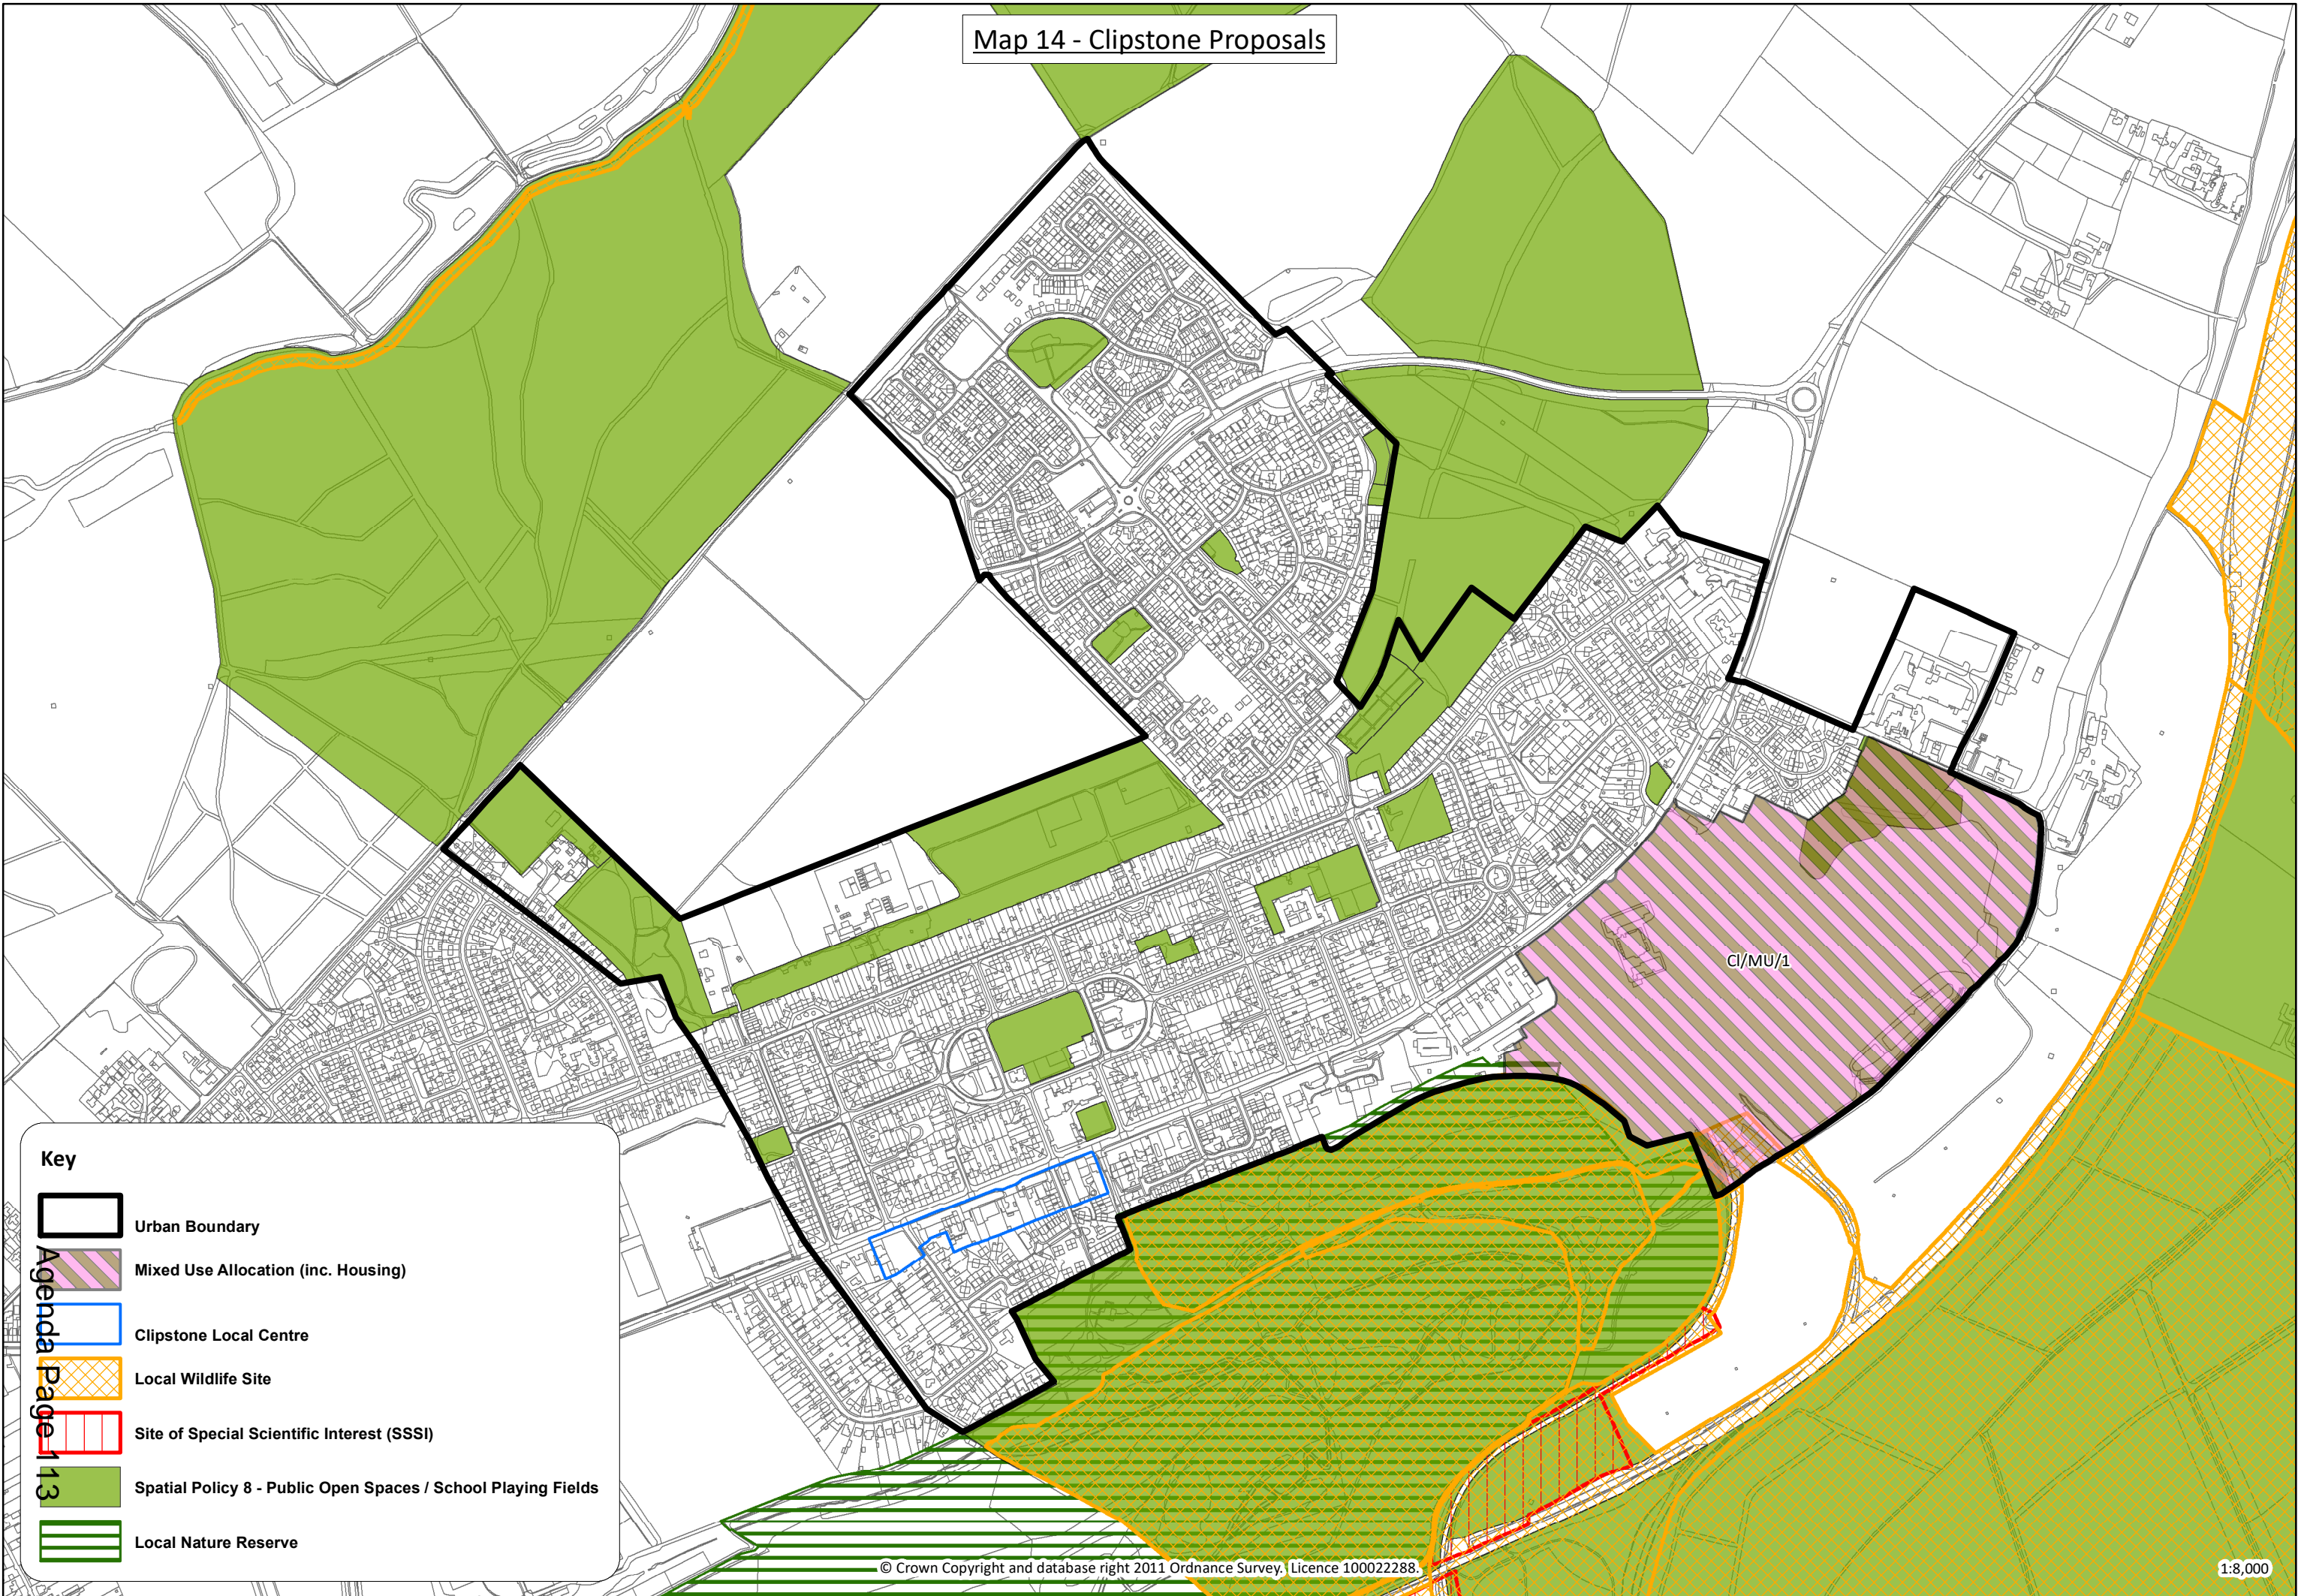 Map 14 - Clipstone Proposals
Cl/MU/1
Key
Urban Boundary
Mixed Use Allocation (inc. Housing)
Clipstone Local Centre
Local Wildlife Site
Site of Special Scientific Interest (SSSI)
Spatial Policy 8 - Public Open Spaces / School Playing Fields
Local Nature Reserve
Agenda Page 113
© Crown Copyright and database right 2011 Ordnance Survey. Licence 100022288.
1:8,000